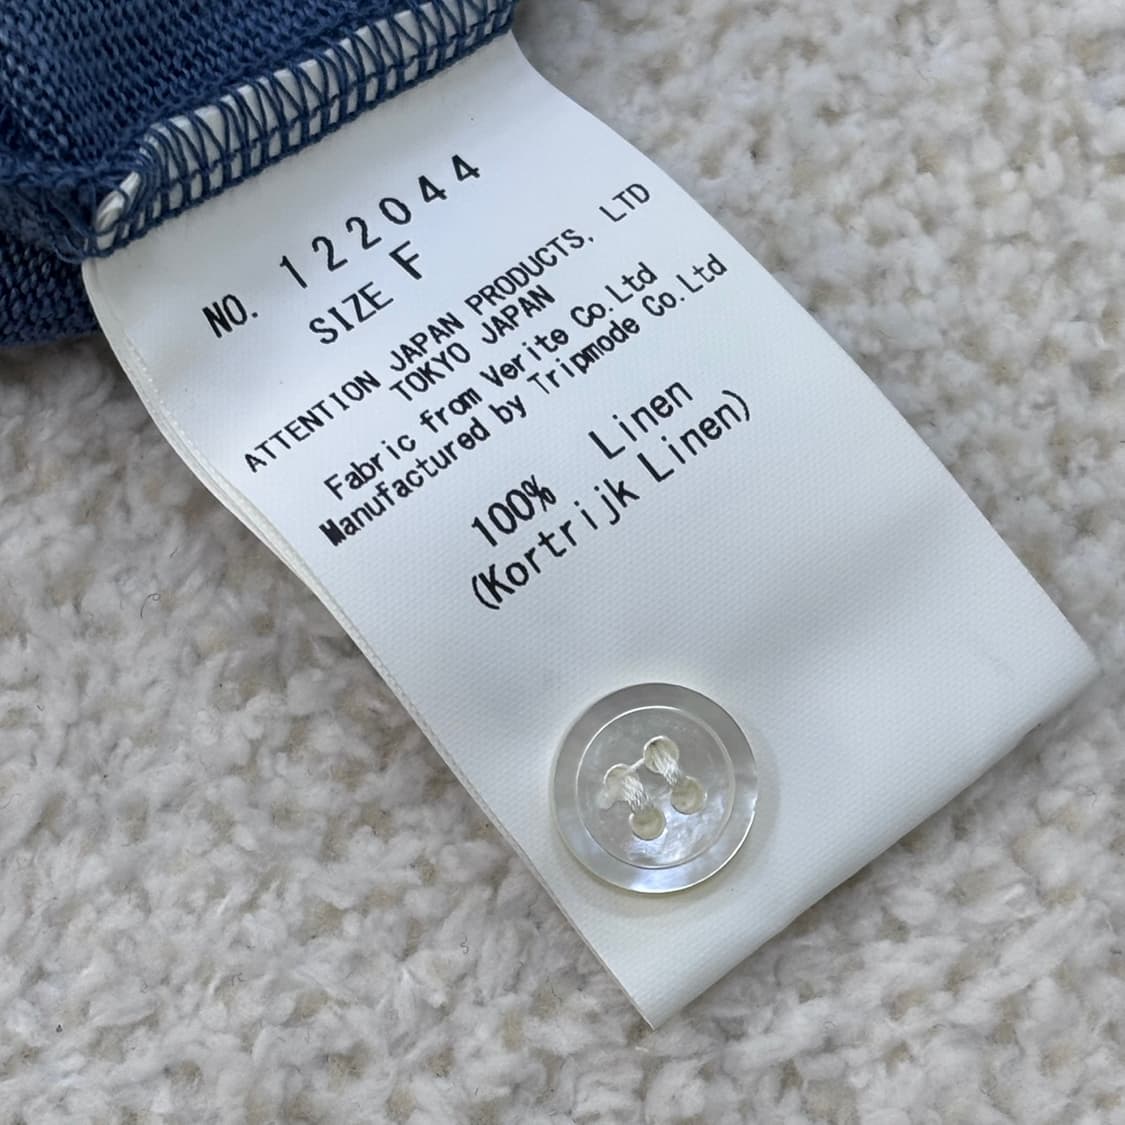 NO. 122044
SIZE F
ATTENTION JAPAN PRODUCTS. LTD
TOKYO JAPAN
Fabric from Verite Co.Ltd
Manufactured by Tripmode Co.Ltd
100% Linen
(Kortrijk Linen)